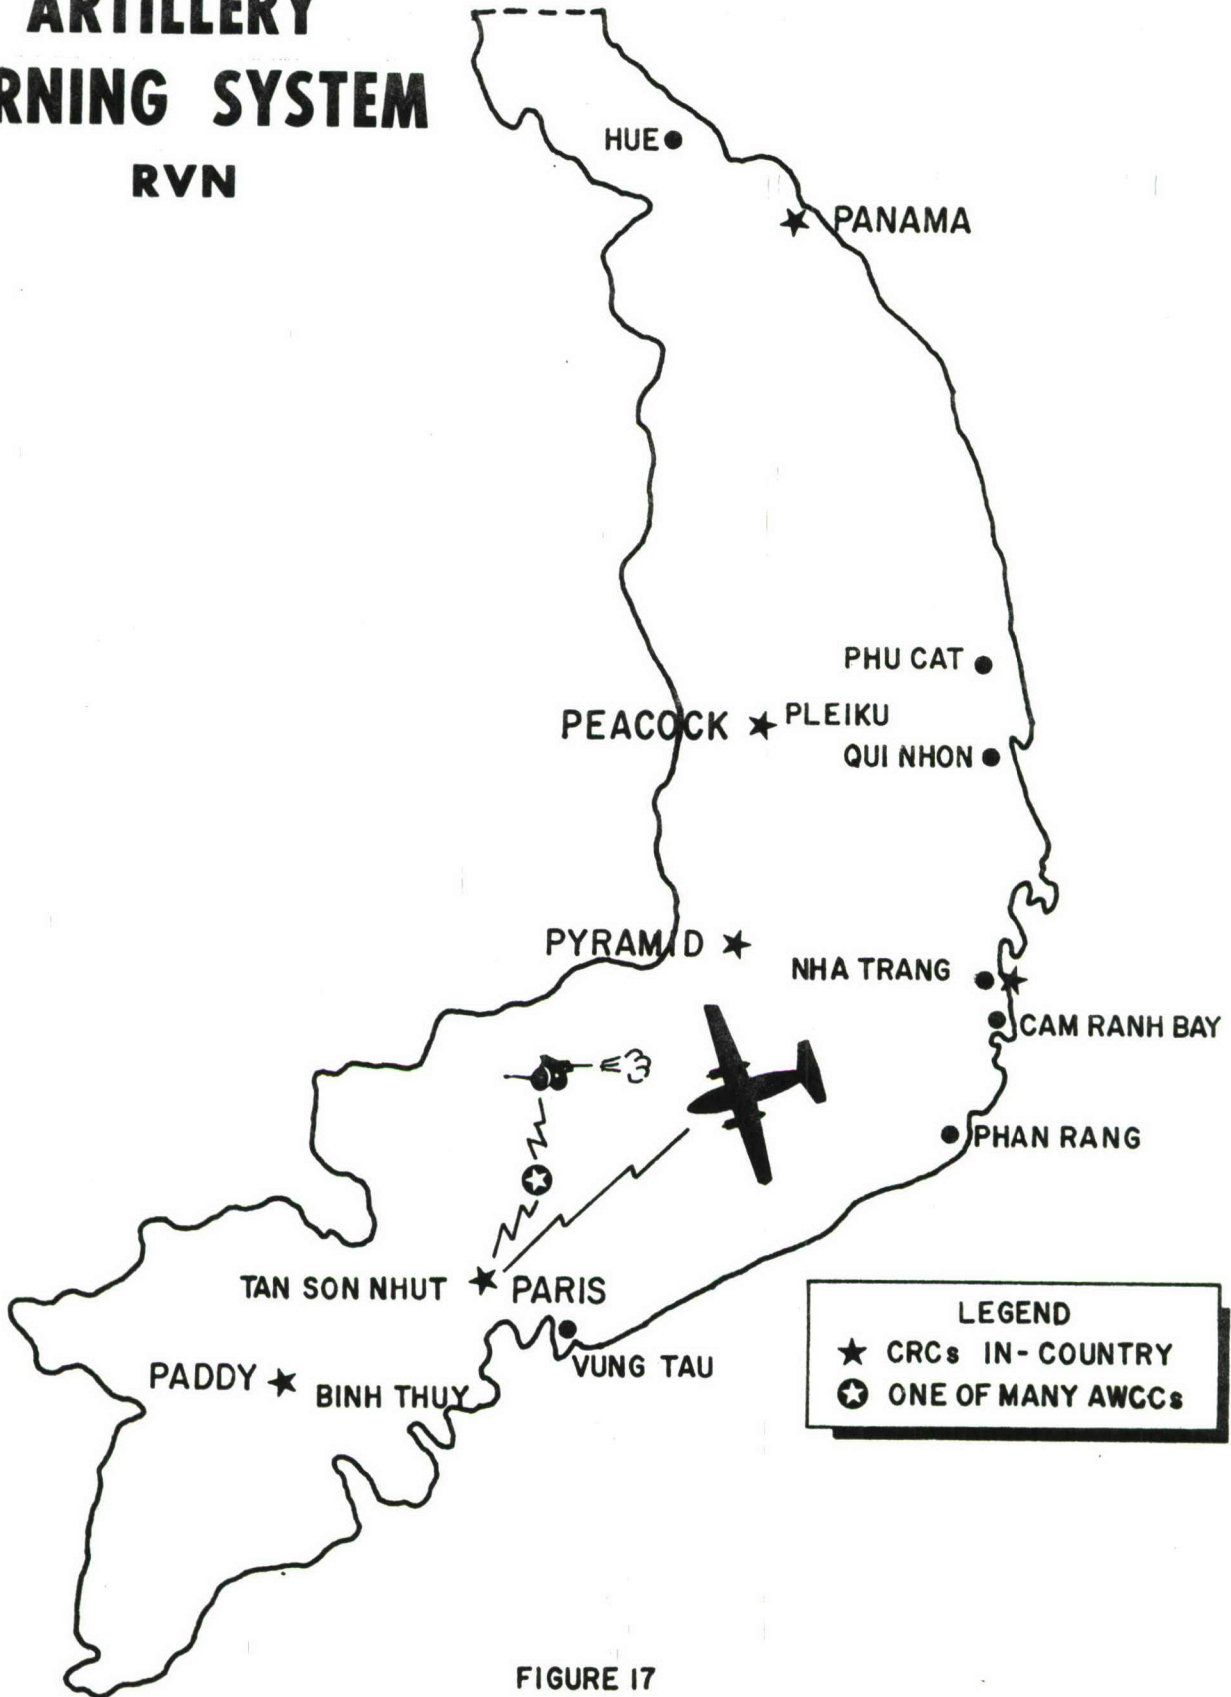 ARTILLERY
RNING SYSTEM
RVN
HUE
PANAMA
PHU CAT
PEACOCK
PLEIKU
QUI NHON
PYRAMID
NHA TRANG
CAM RANH BAY
PHAN RANG
TAN SON NHUT
PARIS
VUNG TAU
PADDY
BINH THUY
LEGEND
CRCs IN-COUNTRY
ONE OF MANY AWCCs
FIGURE 17